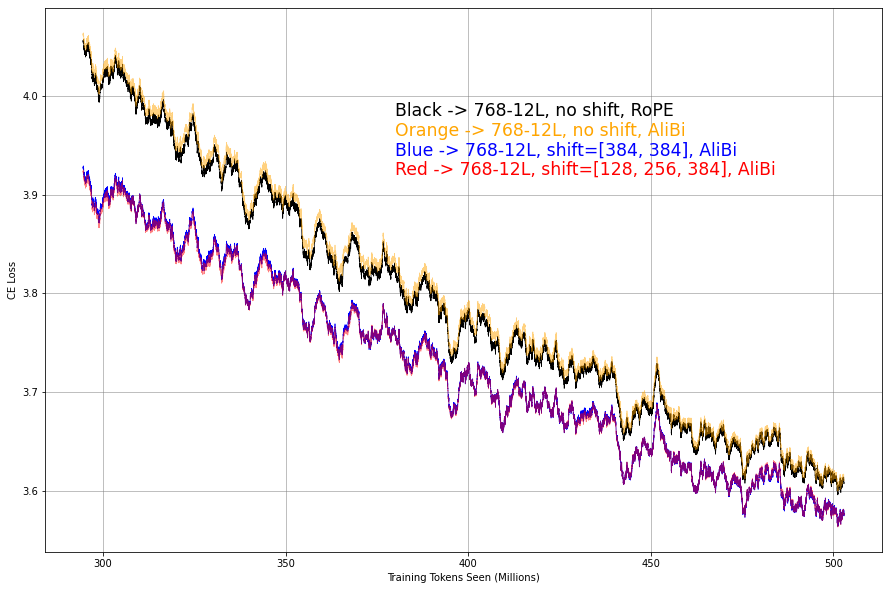 Black -> 768-12L, no shift, RoPE
Orange -> 768-12L, no shift, AliBi
Blue -> 768-12L, shift=[384, 384], AliBi
Red -> 768-12L, shift=[128, 256, 384], AliBi
4.0
3.9
3.8
3.7
3.6
CE Loss
300 350 400 450 500
Training Tokens Seen (Millions)